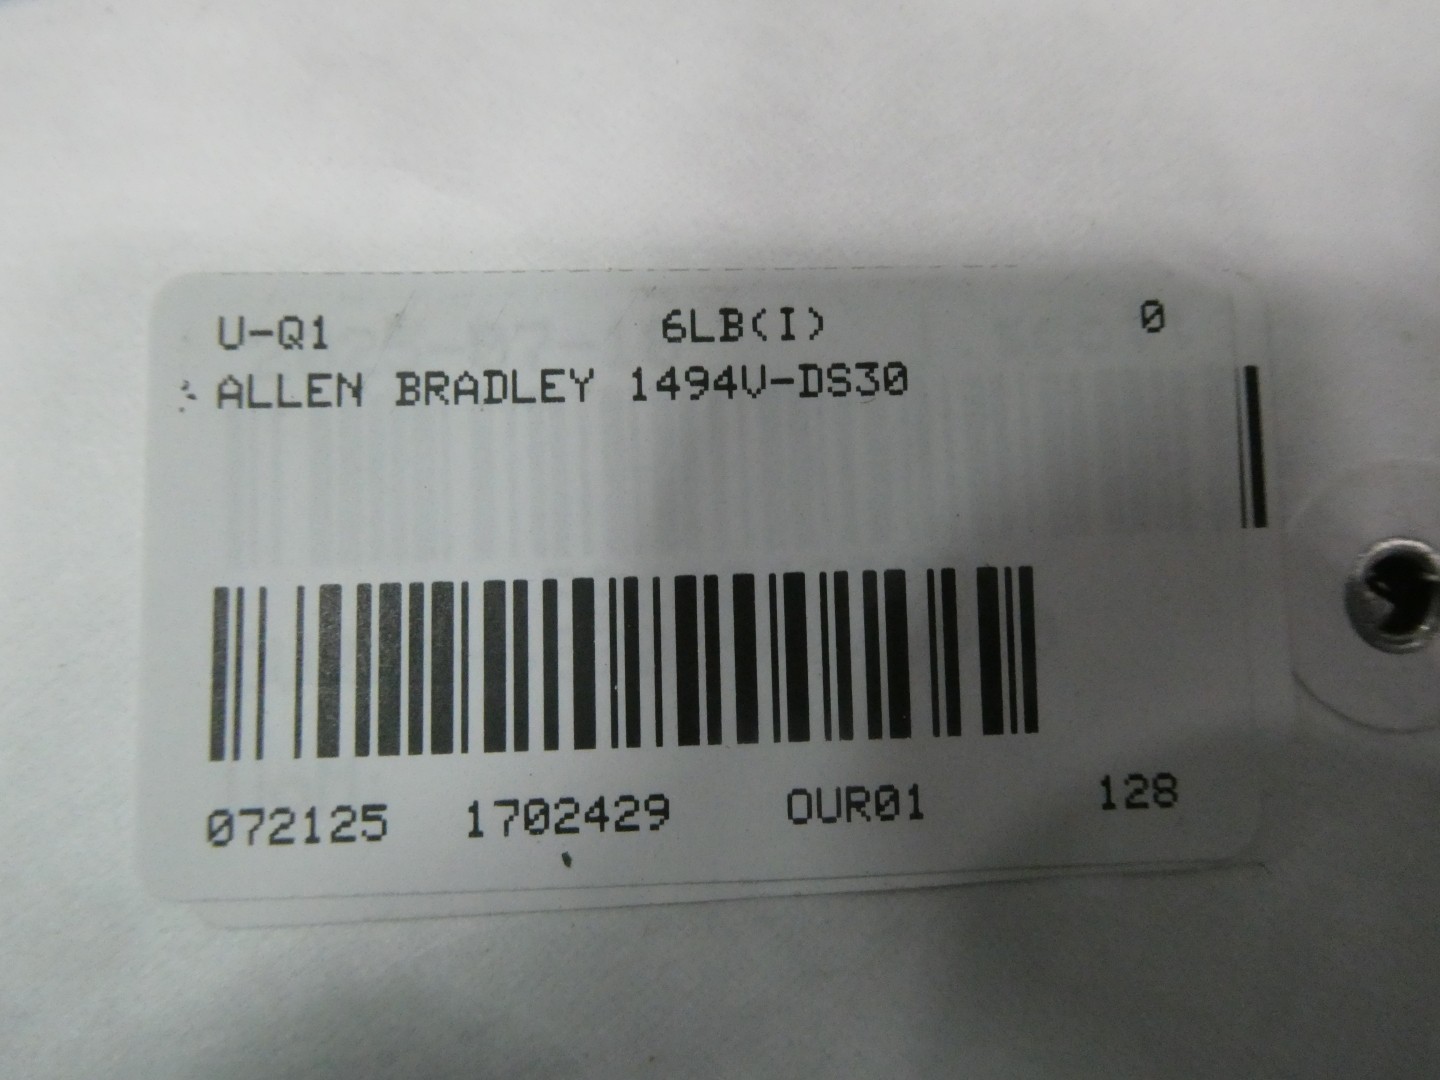 U-Q1 6LB(I) 0
ALLEN BRADLEY 1494V-DS30
072125 1702429 OUR01 128